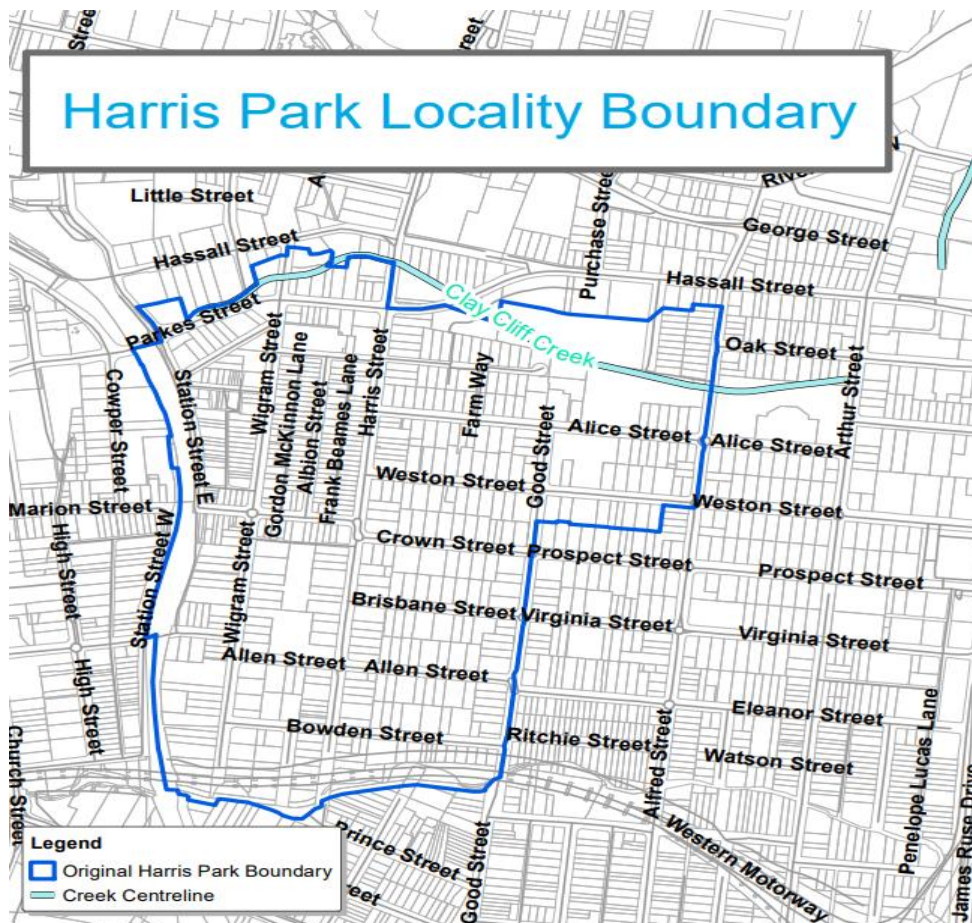 Street
Street
Harris Park Locality Boundary
Little Street
Hassall Street
Purchase Street
George Street
Hassall Street
Clay Cliff Creek
Parkes Street
Oak Street
Cowper Street
Station Street E
Wigram Street
Gordon McKinnon Lane
Albion Street
Frank Beames Lane
Harris Street
Farm Way
Good Street
Alice Street
Alice Street
Arthur Street
Weston Street
Weston Street
Marion Street
High Street
Station Street W
Wigram Street
Crown Street
Prospect Street
Prospect Street
Brisbane Street
Virginia Street
Virginia Street
Allen Street
Allen Street
High Street
Bowden Street
Ritchie Street
Eleanor Street
Watson Street
Alfred Street
Penelope Lucas Lane
James Ruse Drive
Church Street
Prince Street
Good Street
Western Motorway
Legend
Original Harris Park Boundary
Creek Centreline